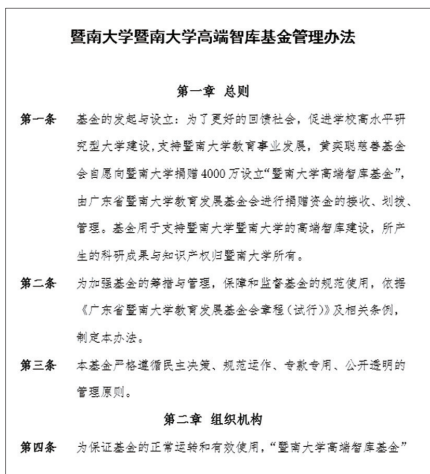 暨南大学暨南大学高端智库基金管理办法
第一章 总则
第一条 基金的发起与设立：为了更好的回馈社会，促进学校高水平研
究型大学建设，支持暨南大学教育事业发展，黄奕聪慈善基金
会自愿向暨南大学捐赠4000万设立“暨南大学高端智库基金”，
由广东省暨南大学教育发展基金会进行捐赠资金的接收、划拨、
管理。基金用于支持暨南大学暨南大学的高端智库建设，所产
生的科研成果与知识产权归暨南大学所有。
第二条 为加强基金的筹措与管理，保障和监督基金的规范使用，依据
《广东省暨南大学教育发展基金会章程（试行）》及相关条例，
制定本办法。
第三条 本基金严格遵循民主决策、规范运作、专款专用、公开透明的
管理原则。
第二章 组织机构
第四条 为保证基金的正常运转和有效使用，“暨南大学高端智库基金”